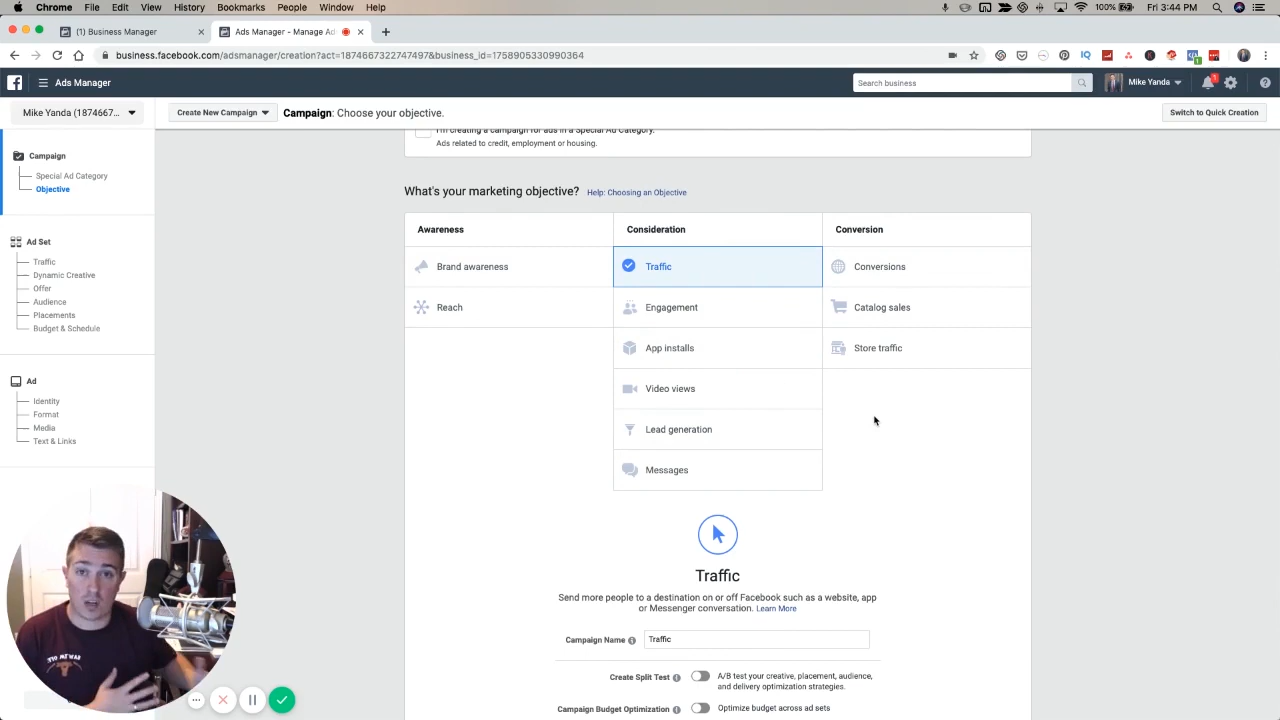 Chrome File Edit View History Bookmarks People Window Help
100% Fri 3:44 PM
(1) Business Manager
Ads Manager - Manage Ad
business.facebook.com/adsmanager/creation?act=1874667322747497&business_id=1758905330990364
Ads Manager
Search business
Mike Yanda
Mike Yanda (1874667...
Create New Campaign
Campaign: Choose your objective.
Switch to Quick Creation
I'm creating a campaign for ads in a Special Ad Category.
Ads related to credit, employment or housing.
Campaign
Special Ad Category
Objective
Ad Set
Traffic
Dynamic Creative
Offer
Audience
Placements
Budget & Schedule
Ad
Identity
Format
Media
Text & Links
What's your marketing objective? Help: Choosing an Objective
Awareness Consideration Conversion
Brand awareness Traffic Conversions
Reach Engagement Catalog sales
App installs Store traffic
Video views
Lead generation
Messages
Traffic
Send more people to a destination on or off Facebook such as a website, app
or Messenger conversation. Learn More
Campaign Name Traffic
Create Split Test A/B test your creative, placement, audience,
and delivery optimization strategies.
Campaign Budget Optimization Optimize budget across ad sets